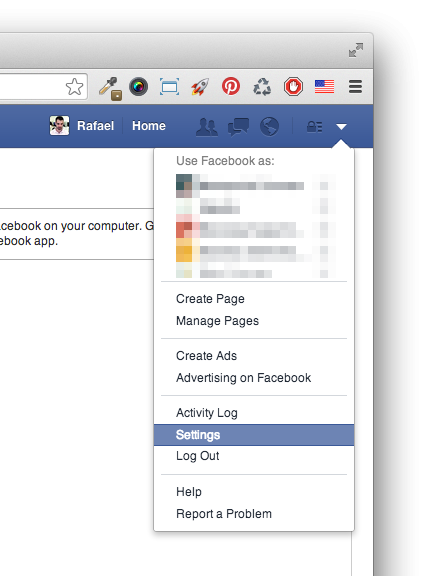 Rafael Home
Use Facebook as:
acebook on your computer. G
ebook app.
Create Page
Manage Pages
Create Ads
Advertising on Facebook
Activity Log
Settings
Log Out
Help
Report a Problem